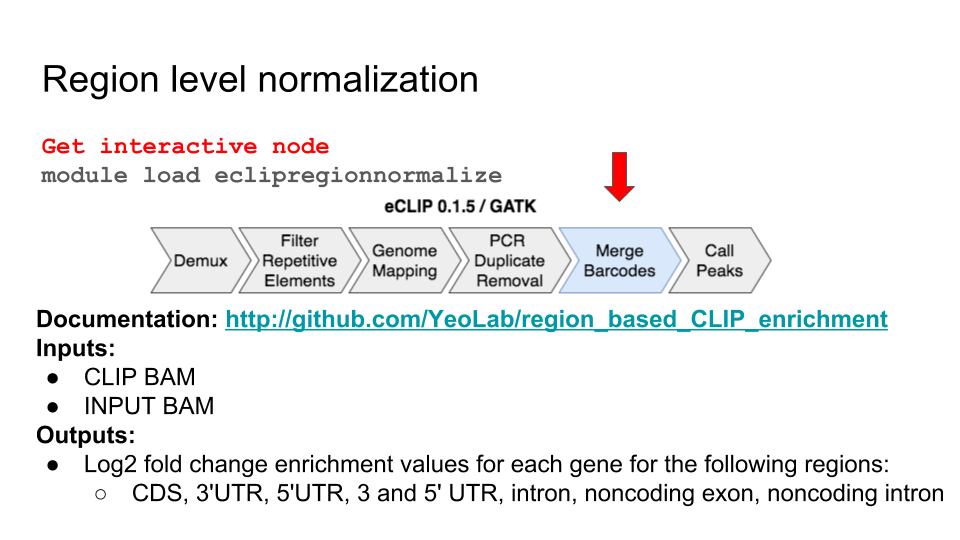 Region level normalization
Get interactive node
module load eclipregionnormalize
eCLIP 0.1.5 / GATK
Demux
Filter
Repetitive
Elements
Genome
Mapping
PCR
Duplicate
Removal
Merge
Barcodes
Call
Peaks
Documentation: http://github.com/YeoLab/region_based_CLIP_enrichment
Inputs:
● CLIP BAM
● INPUT BAM
Outputs:
● Log2 fold change enrichment values for each gene for the following regions:
○ CDS, 3'UTR, 5'UTR, 3 and 5' UTR, intron, noncoding exon, noncoding intron